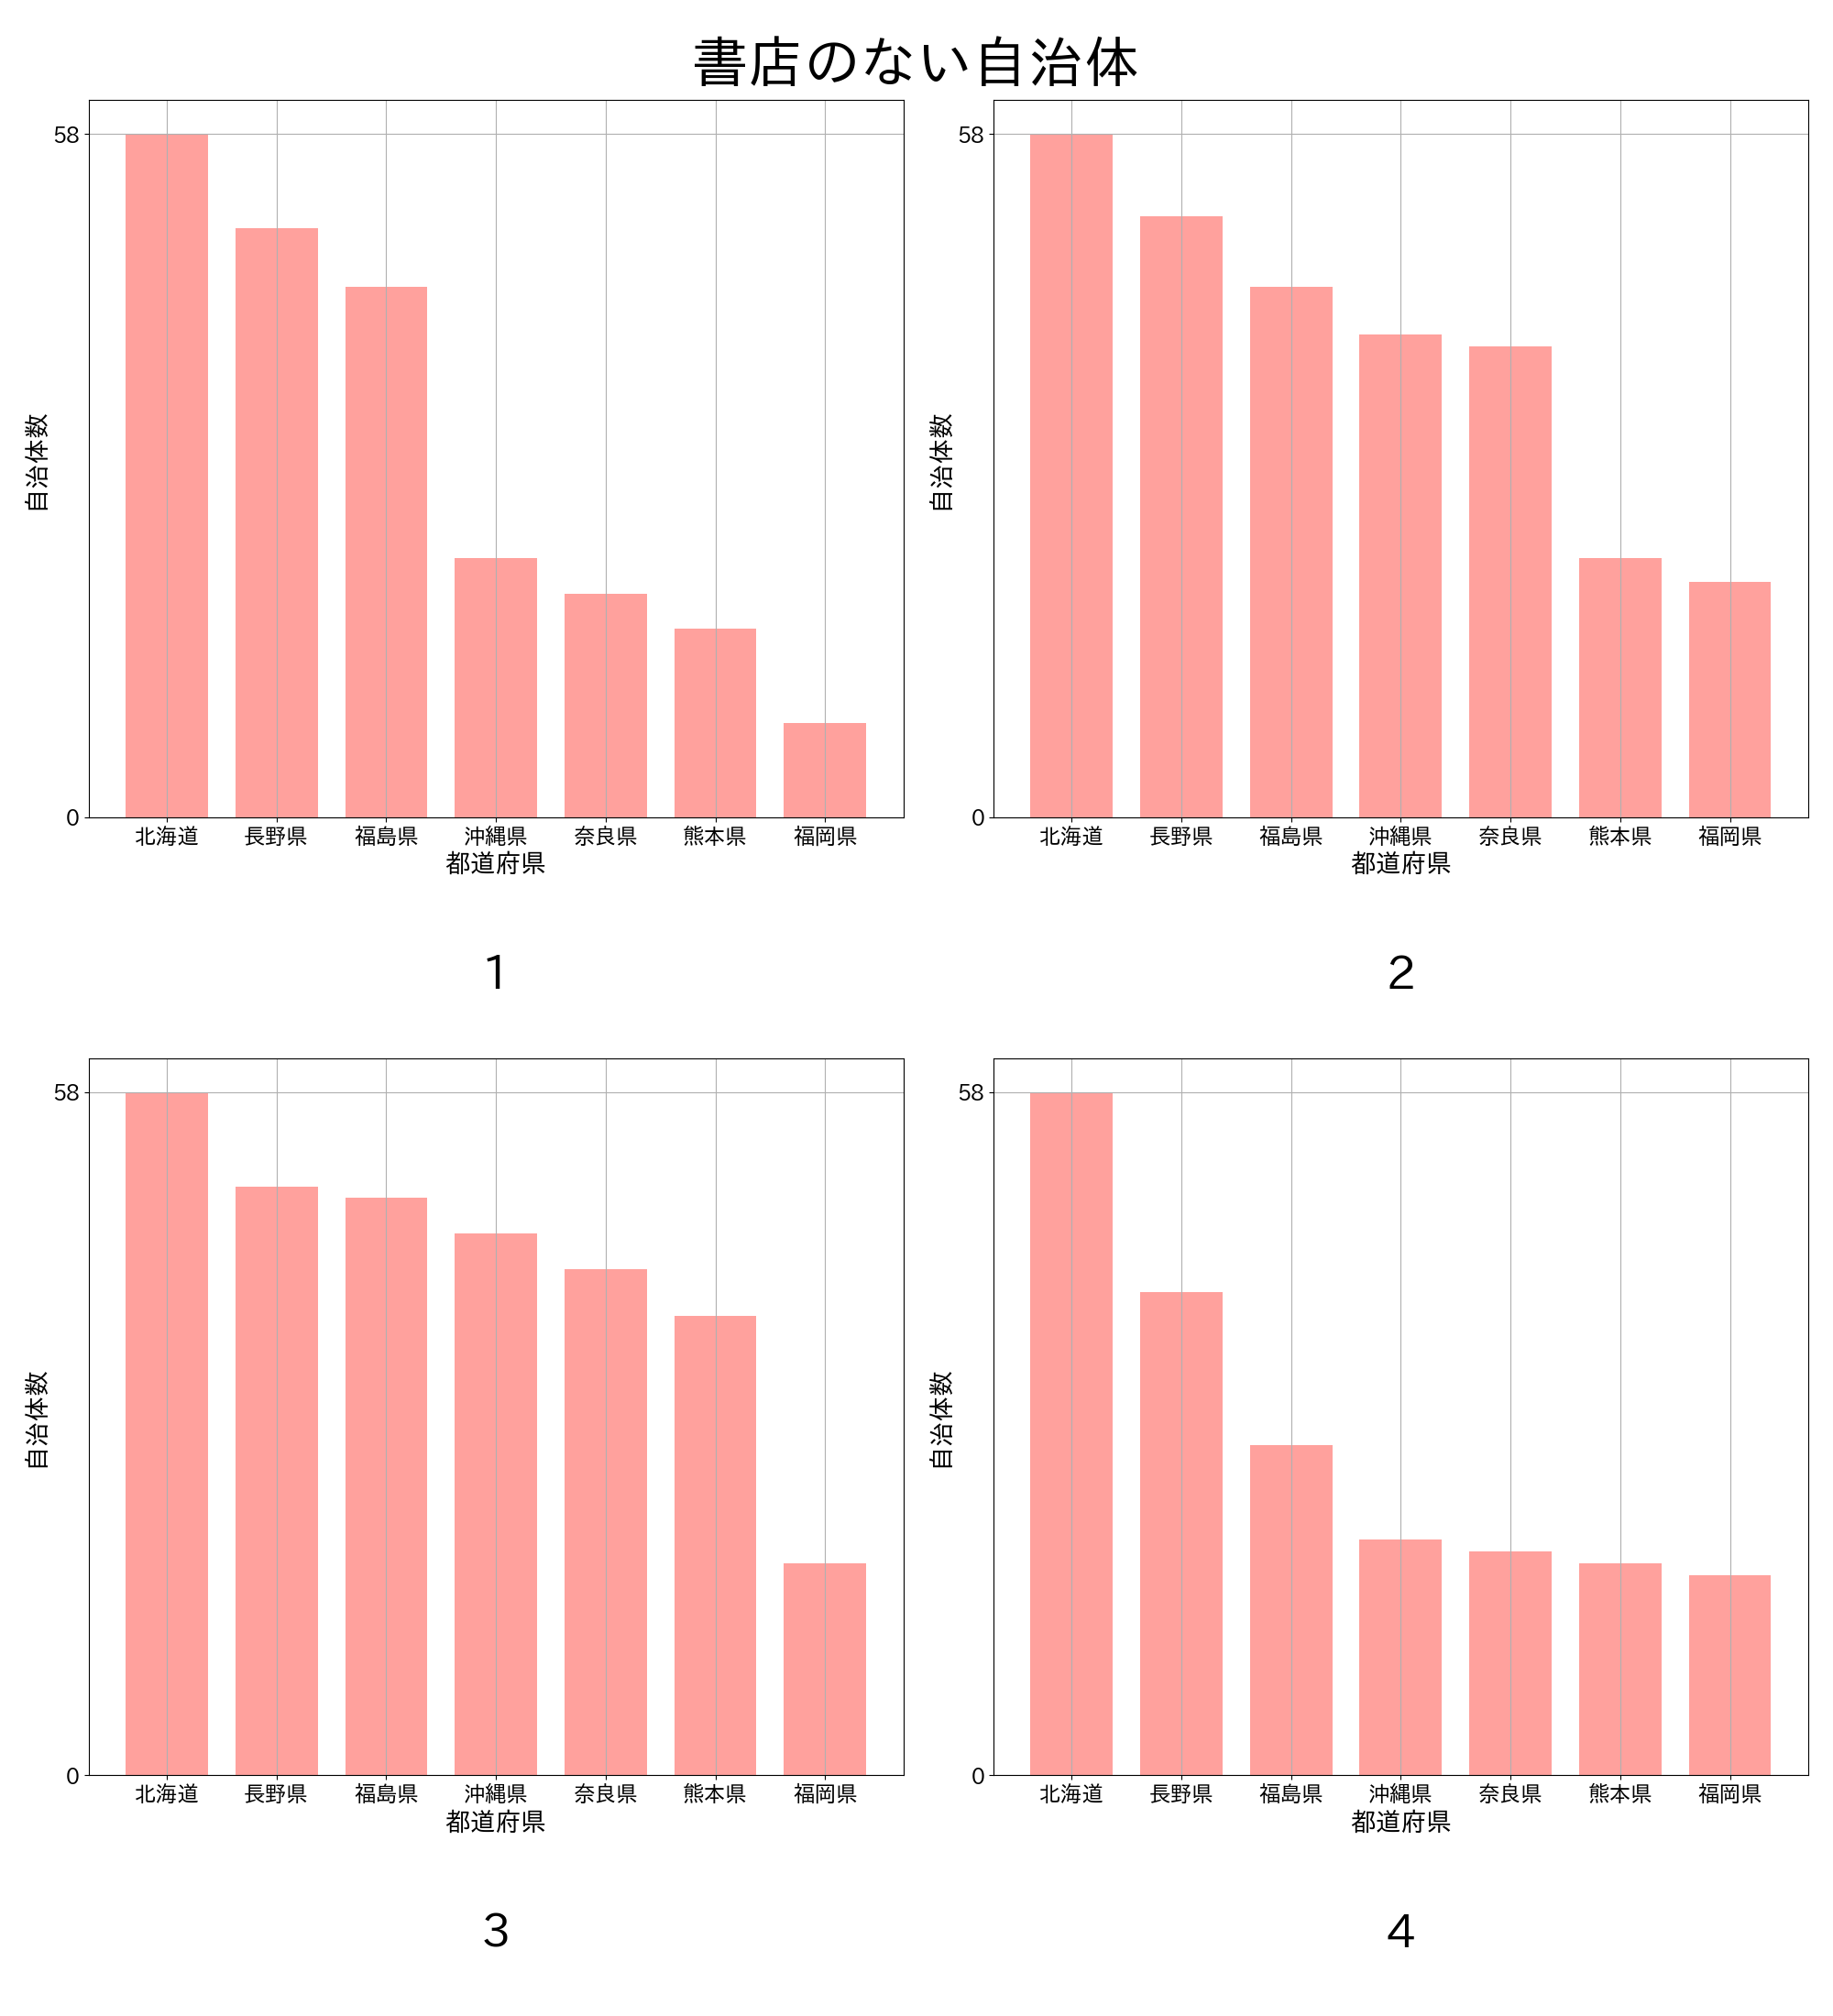 書店のない自治体
58
0
自治体数
北海道 長野県 福島県 沖縄県 奈良県 熊本県 福岡県
都道府県
1
58
0
自治体数
北海道 長野県 福島県 沖縄県 奈良県 熊本県 福岡県
都道府県
2
58
0
自治体数
北海道 長野県 福島県 沖縄県 奈良県 熊本県 福岡県
都道府県
3
58
0
自治体数
北海道 長野県 福島県 沖縄県 奈良県 熊本県 福岡県
都道府県
4